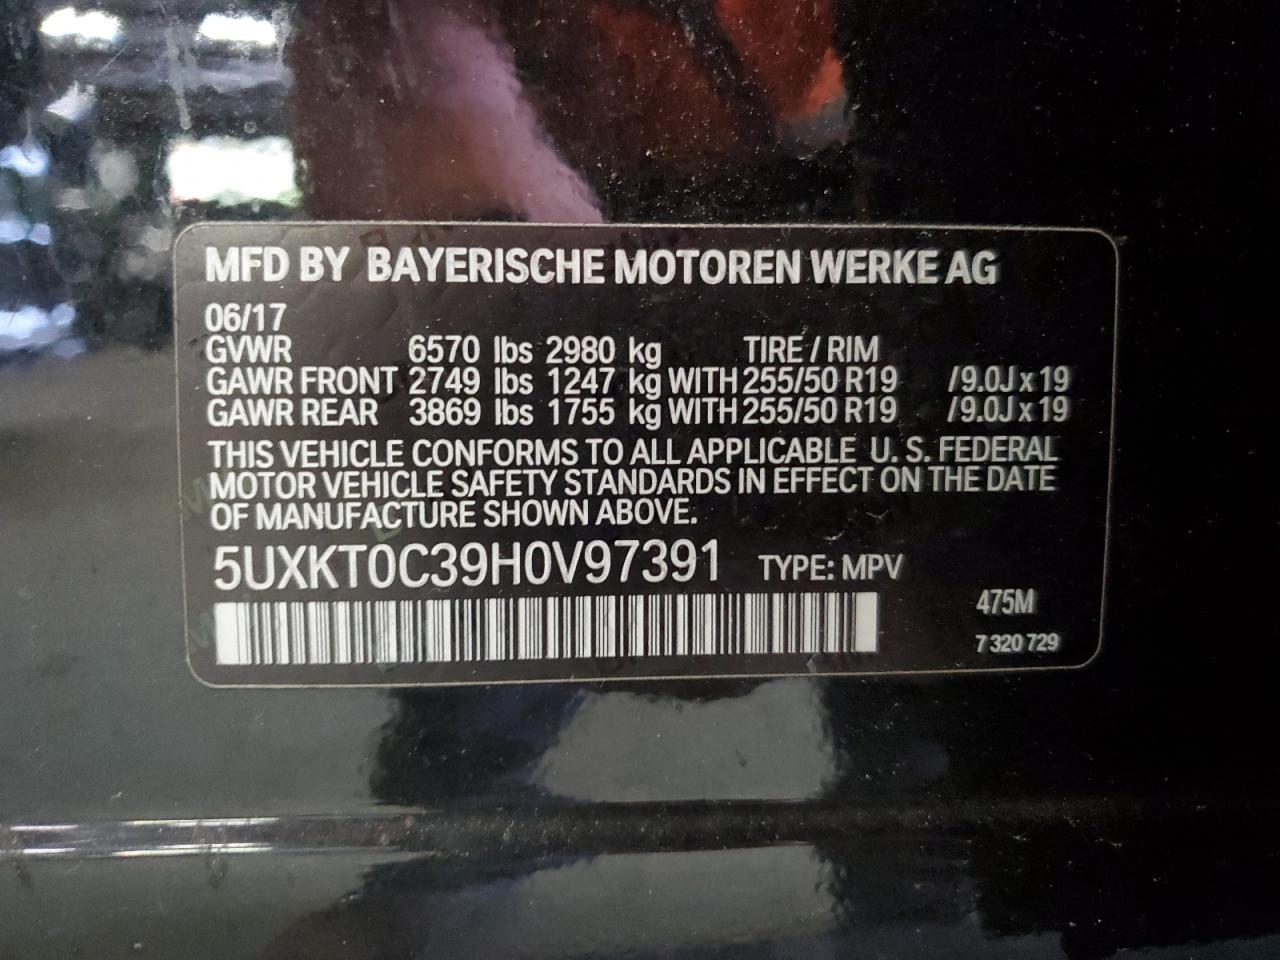 MFD BY BAYERISCHE MOTOREN WERKE AG
06/17
GVWR 6570 lbs 2980 kg TIRE / RIM
GAWR FRONT 2749 lbs 1247 kg WITH 255/50 R19 /9.0J x 19
GAWR REAR 3869 lbs 1755 kg WITH 255/50 R19 /9.0J x 19
THIS VEHICLE CONFORMS TO ALL APPLICABLE U. S. FEDERAL
MOTOR VEHICLE SAFETY STANDARDS IN EFFECT ON THE DATE
OF MANUFACTURE SHOWN ABOVE.
5UXKT0C39H0V97391 TYPE: MPV
475M
7 320 729